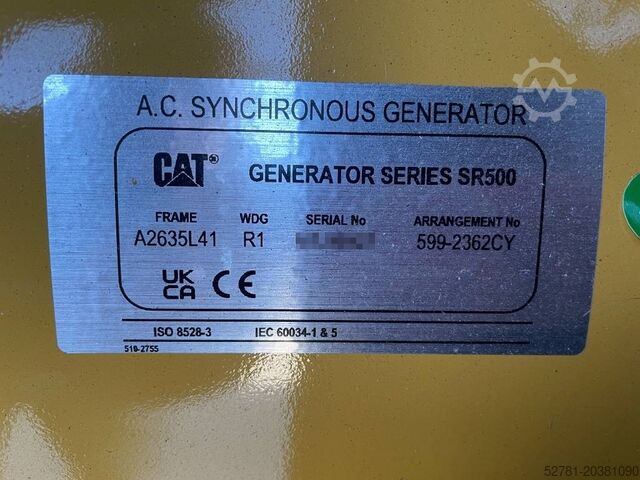 A.C. SYNCHRONOUS GENERATOR
CAT® GENERATOR SERIES SR500
FRAME WDG SERIAL No ARRANGEMENT No
A2635L41 R1 599-2362CY
UK CA CE
ISO 8528-3 IEC 60034-1 & 5
510-2755
52781-20381090